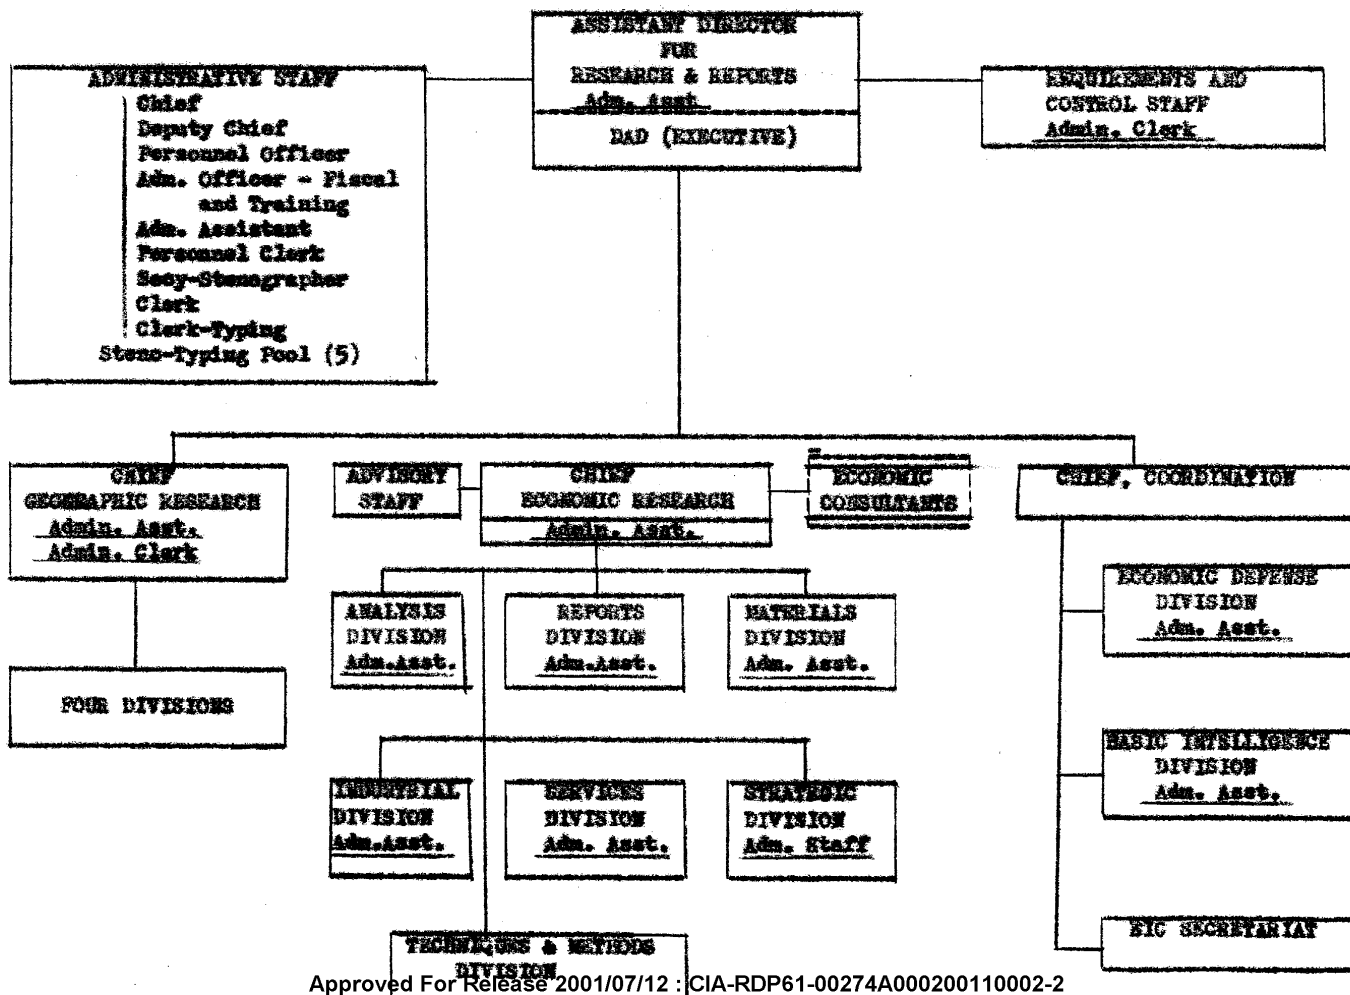 ASSISTANT DIRECTOR
FOR
RESEARCH & REPORTS
Adm. Asst
DAD (EXECUTIVE)
ADMINISTRATIVE STAFF
Chief
Deputy Chief
Personnel Officer
Adm. Officer - Fiscal
and Training
Adm. Assistant
Personnel Clerk
Secy-Stenographer
Clerk
Clerk-Typing
Steno-Typing Pool (5)
REQUIREMENTS AND
CONTROL STAFF
Admin. Clerk
CHIEF
GEOGRAPHIC RESEARCH
Admin. Asst.
Admin. Clerk
FOUR DIVISIONS
ADVISORY
STAFF
CHIEF
ECONOMIC RESEARCH
Admin. Asst.
ECONOMIC
CONSULTANTS
CHIEF, COORDINATION
ANALYSIS
DIVISION
Adm.Asst.
REPORTS
DIVISION
Adm.Asst.
MATERIALS
DIVISION
Adm. Asst.
INDUSTRIAL
DIVISION
Adm.Asst.
SERVICES
DIVISION
Adm. Asst.
STRATEGIC
DIVISION
Adm. Staff
TECHNIQUES & METHODS
DIVISION
ECONOMIC DEFENSE
DIVISION
Adm. Asst.
BASIC INTELLIGENCE
DIVISION
Adm. Asst.
EIC SECRETARIAT
Approved For Release 2001/07/12 : CIA-RDP61-00274A000200110002-2